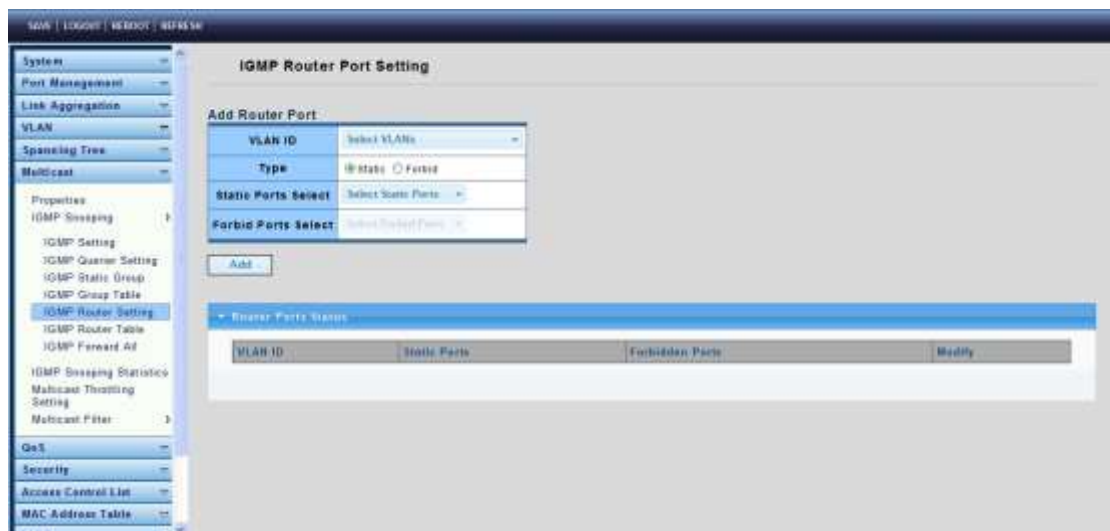 SAVE | LOGOUT | REBOOT | REFRESH
System
Port Management
Link Aggregation
VLAN
Spanning Tree
Multicast
Properties
IGMP Snooping
IGMP Setting
IGMP Querier Setting
IGMP Static Group
IGMP Group Table
IGMP Router Setting
IGMP Router Table
IGMP Forward All
IGMP Snooping Statistics
Multicast Throttling
Setting
Multicast Filter
QoS
Security
Access Control List
MAC Address Table
IGMP Router Port Setting
Add Router Port
VLAN ID Select VLANs
Type Static Forbid
Static Ports Select Select Static Ports
Forbid Ports Select Select Forbid Ports
Add
Router Ports Status
VLAN ID Static Ports Forbidden Ports Modify